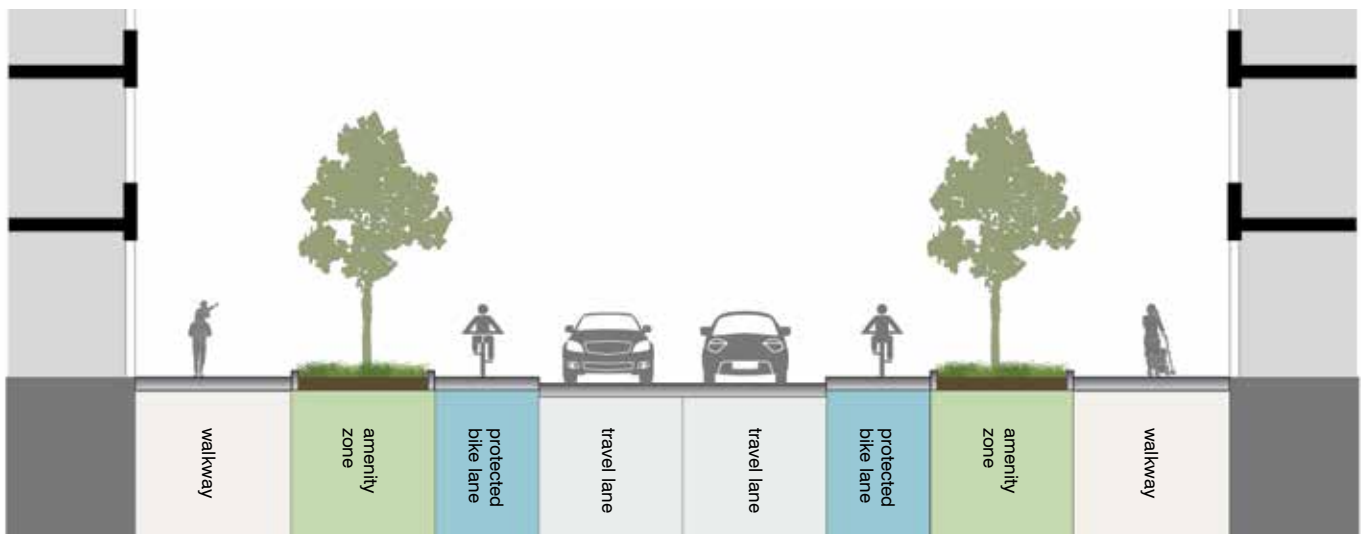 walkway
amenity
zone
protected
bike lane
travel lane
travel lane
protected
bike lane
amenity
zone
walkway